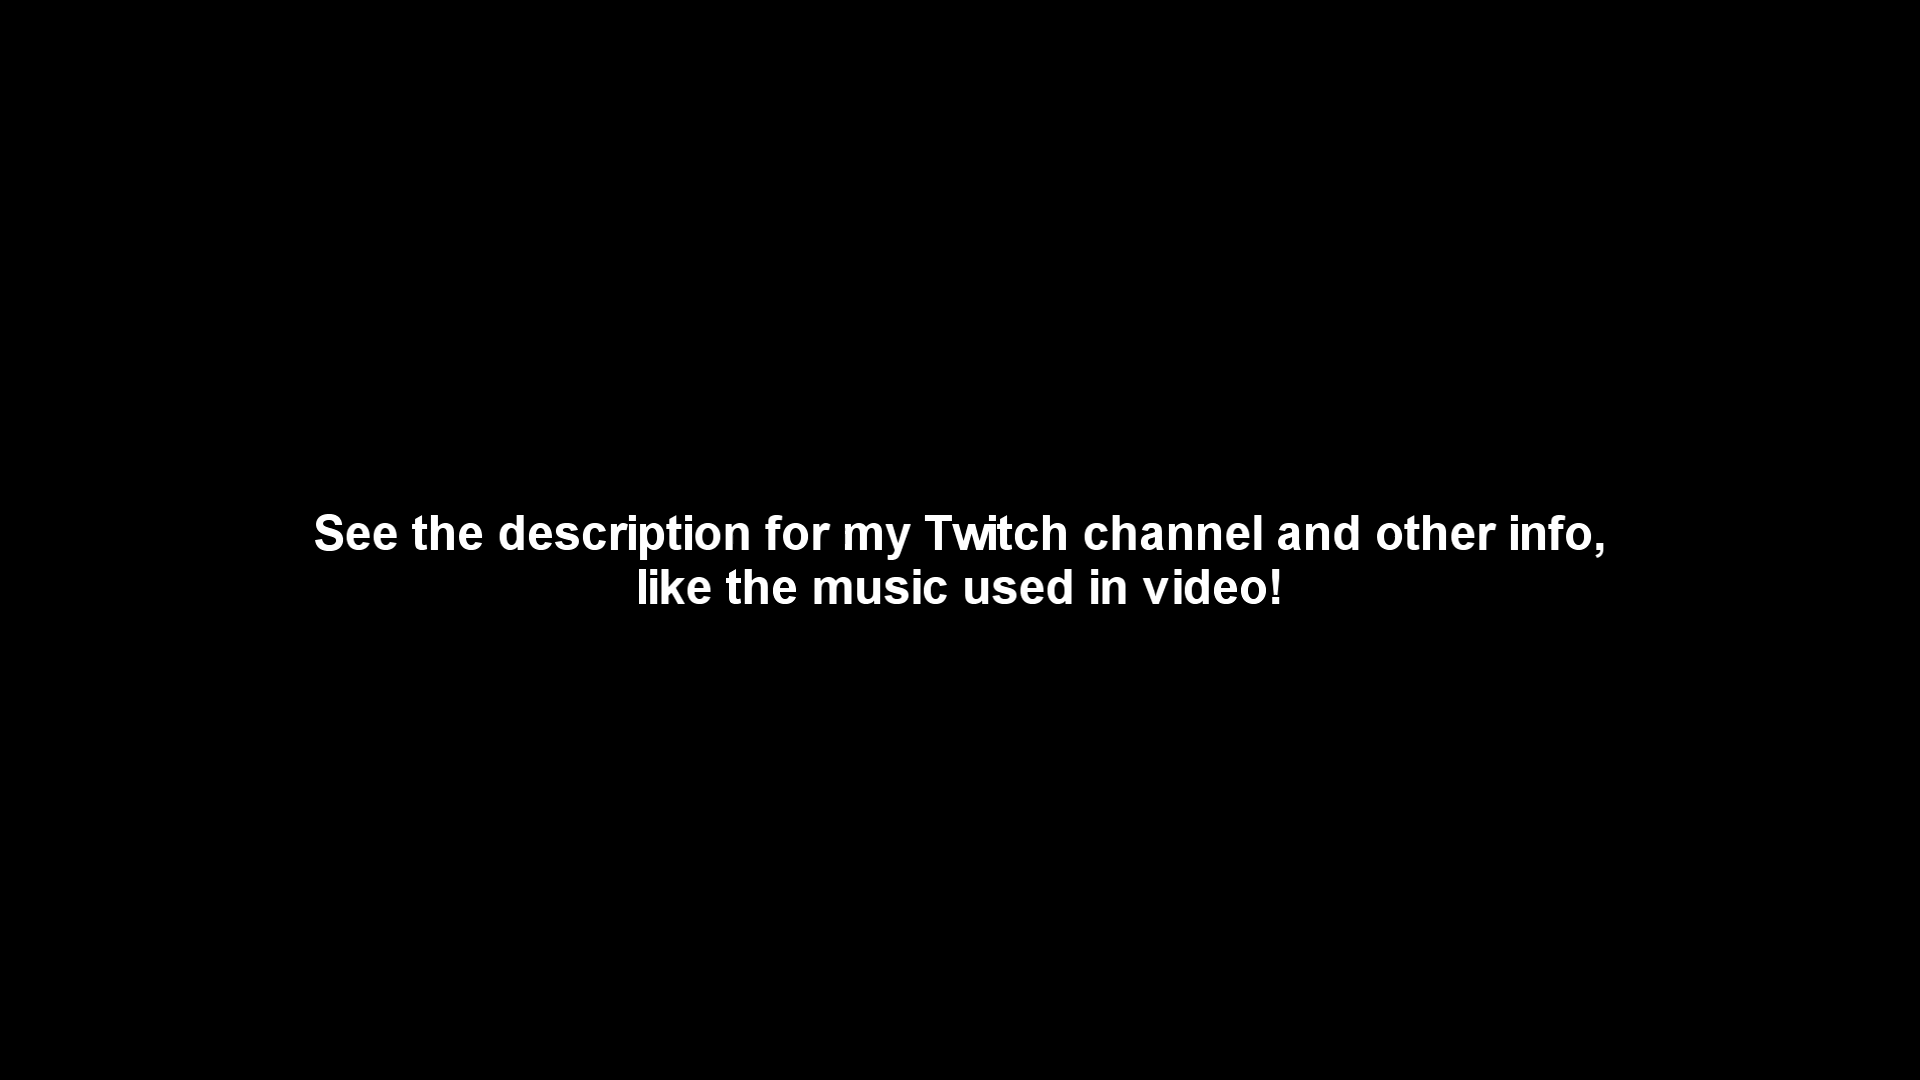 See the description for my Twitch channel and other info,
like the music used in video!